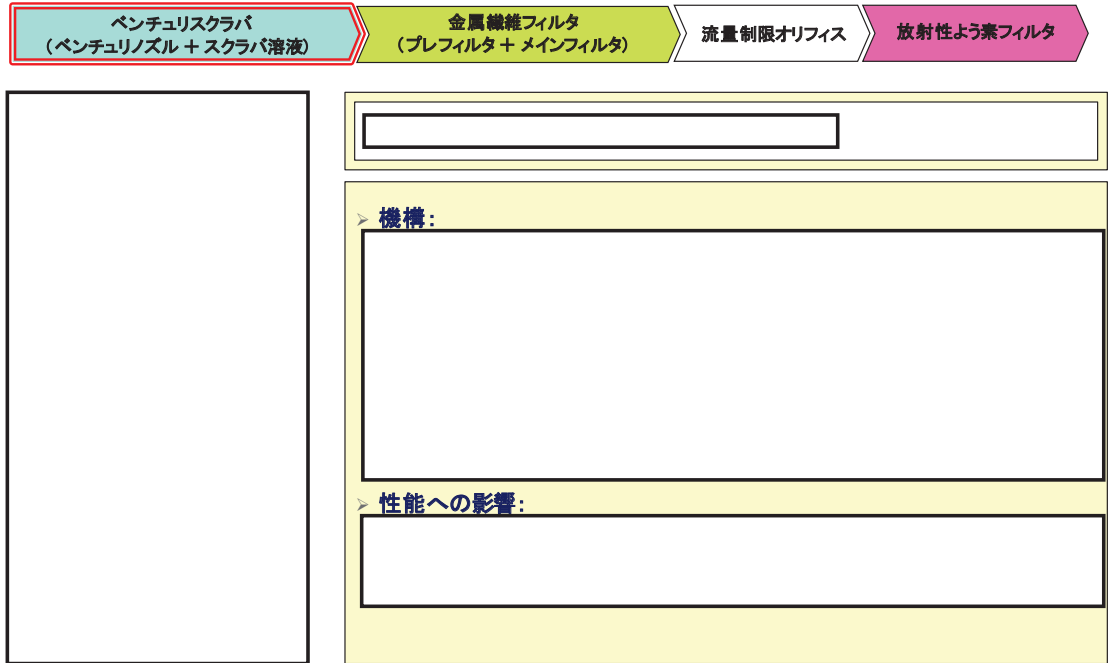 ベンチュリスクラバ
(ベンチュリノズル + スクラバ溶液)
金属繊維フィルタ
(プレフィルタ + メインフィルタ)
流量制限オリフィス
放射性よう素フィルタ
➢ 機構:
➢ 性能への影響: